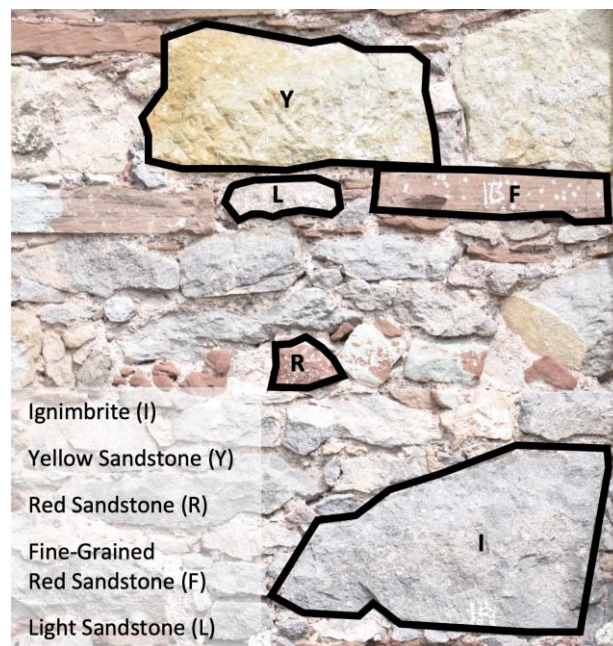 Y
L
F
R
I
Ignimbrite (I)
Yellow Sandstone (Y)
Red Sandstone (R)
Fine-Grained
Red Sandstone (F)
Light Sandstone (L)